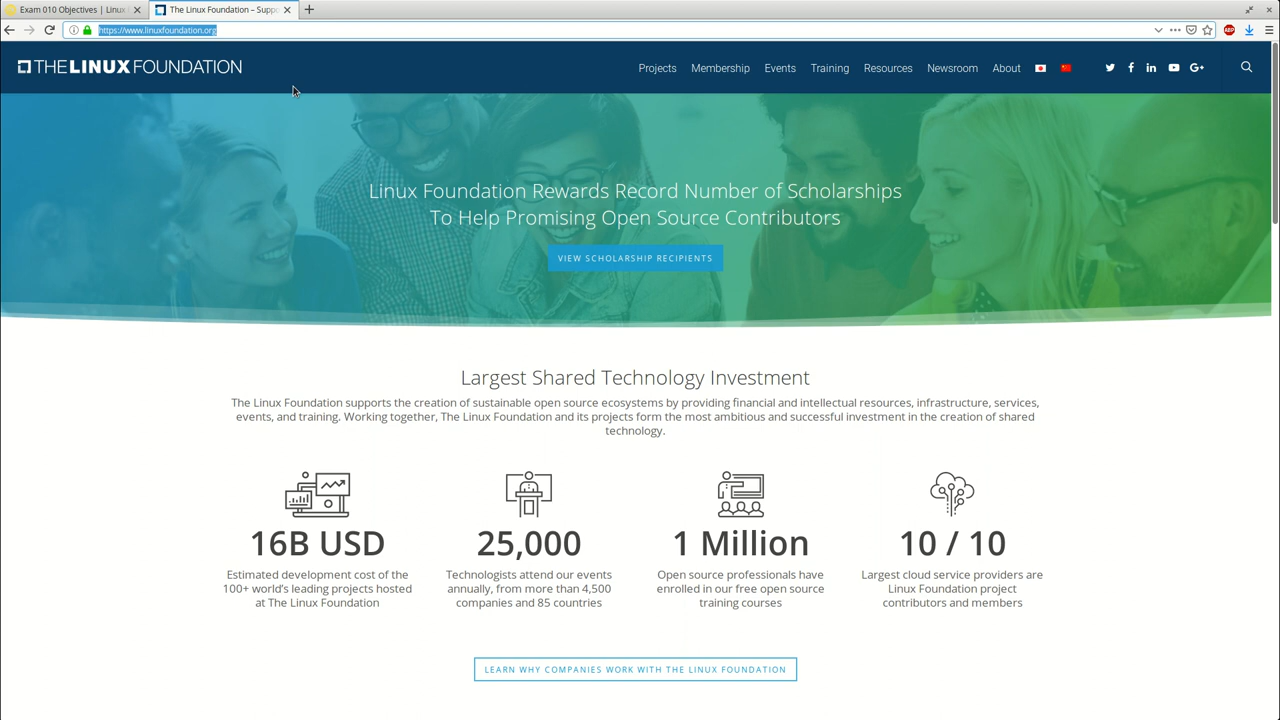 Exam 010 Objectives | Linux
The Linux Foundation – Supp
https://www.linuxfoundation.org
ABP
THE LINUX FOUNDATION
Projects Membership Events Training Resources Newsroom About
Linux Foundation Rewards Record Number of Scholarships
To Help Promising Open Source Contributors
VIEW SCHOLARSHIP RECIPIENTS
Largest Shared Technology Investment
The Linux Foundation supports the creation of sustainable open source ecosystems by providing financial and intellectual resources, infrastructure, services,
events, and training. Working together, The Linux Foundation and its projects form the most ambitious and successful investment in the creation of shared
technology.
16B USD
Estimated development cost of the
100+ world’s leading projects hosted
at The Linux Foundation
25,000
Technologists attend our events
annually, from more than 4,500
companies and 85 countries
1 Million
Open source professionals have
enrolled in our free open source
training courses
10 / 10
Largest cloud service providers are
Linux Foundation project
contributors and members
LEARN WHY COMPANIES WORK WITH THE LINUX FOUNDATION